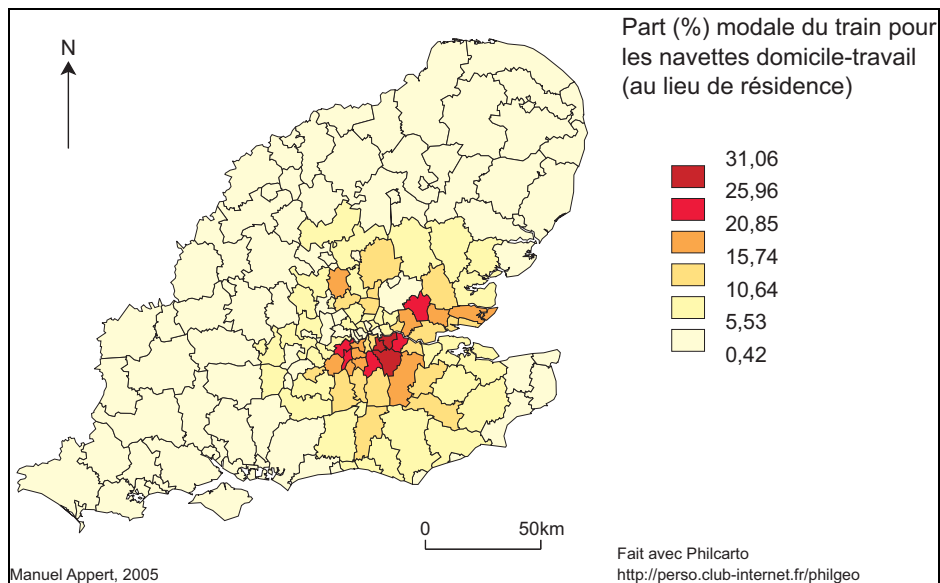 Part (%) modale du train pour
les navettes domicile-travail
(au lieu de résidence)
N
31,06
25,96
20,85
15,74
10,64
5,53
0,42
0 50km
Manuel Appert, 2005
Fait avec Philcarto
http://perso.club-internet.fr/philgeo